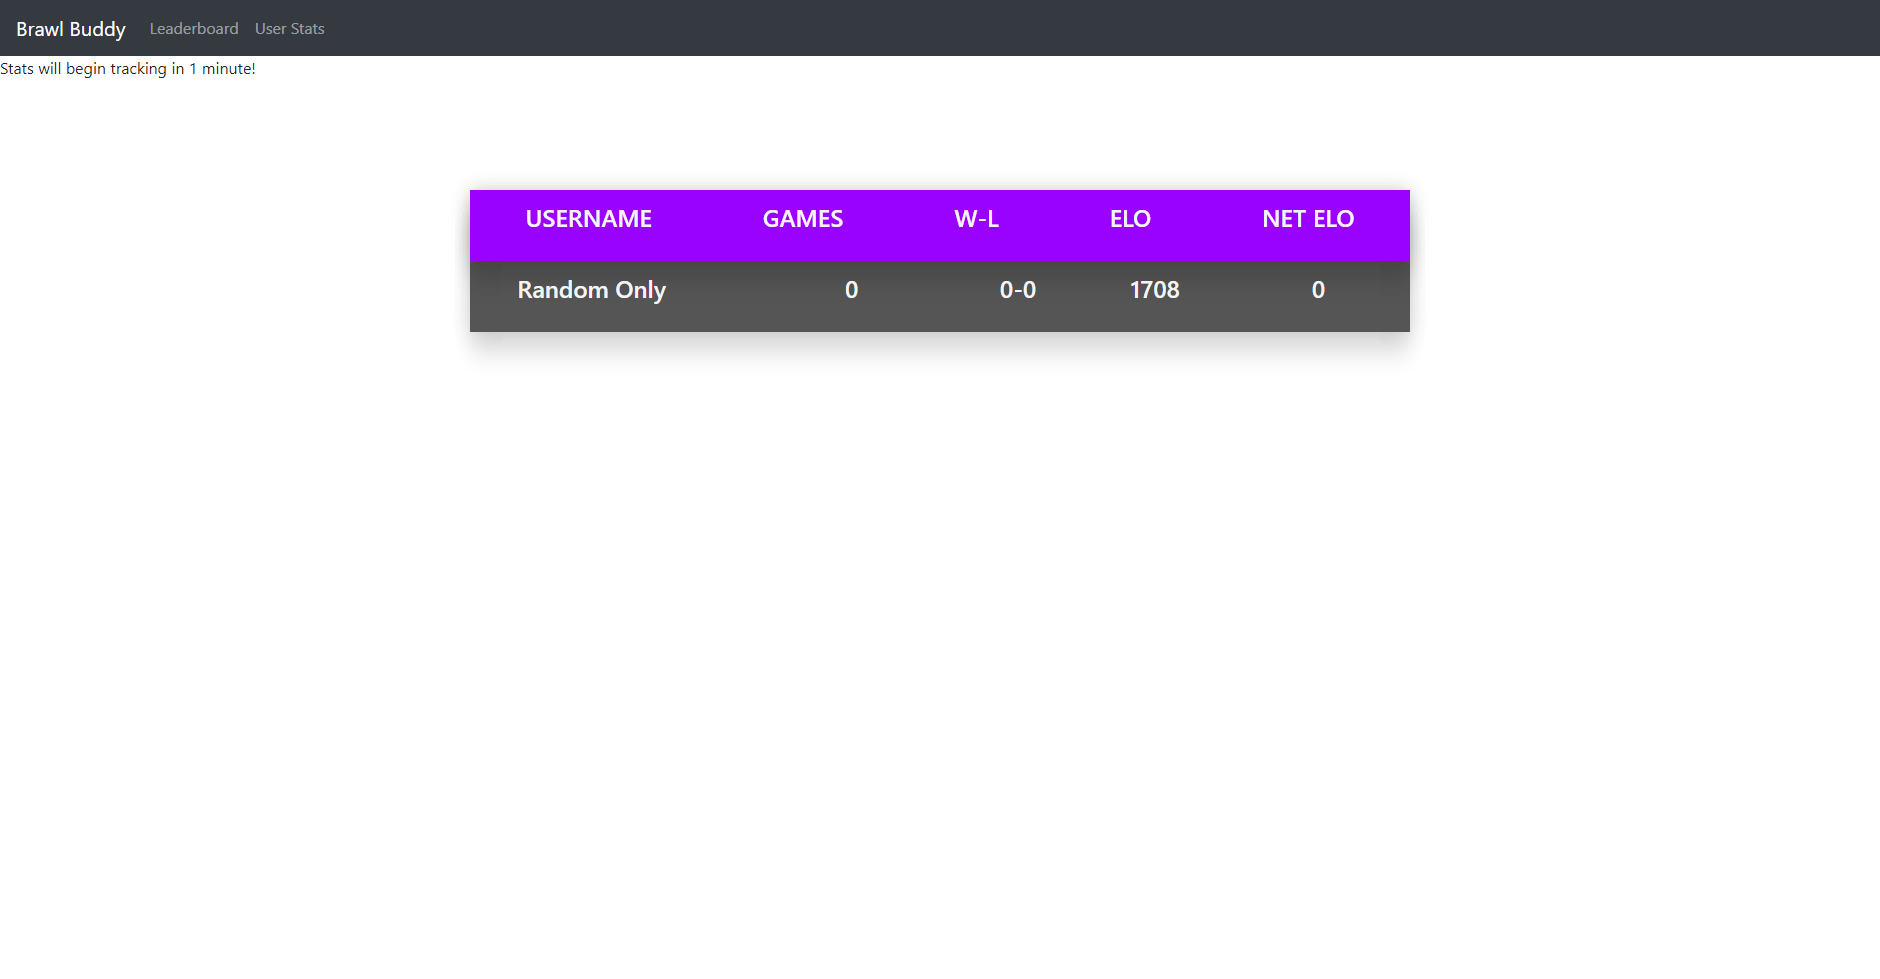 Brawl Buddy Leaderboard User Stats
Stats will begin tracking in 1 minute!
USERNAME GAMES W-L ELO NET ELO
Random Only 0 0-0 1708 0